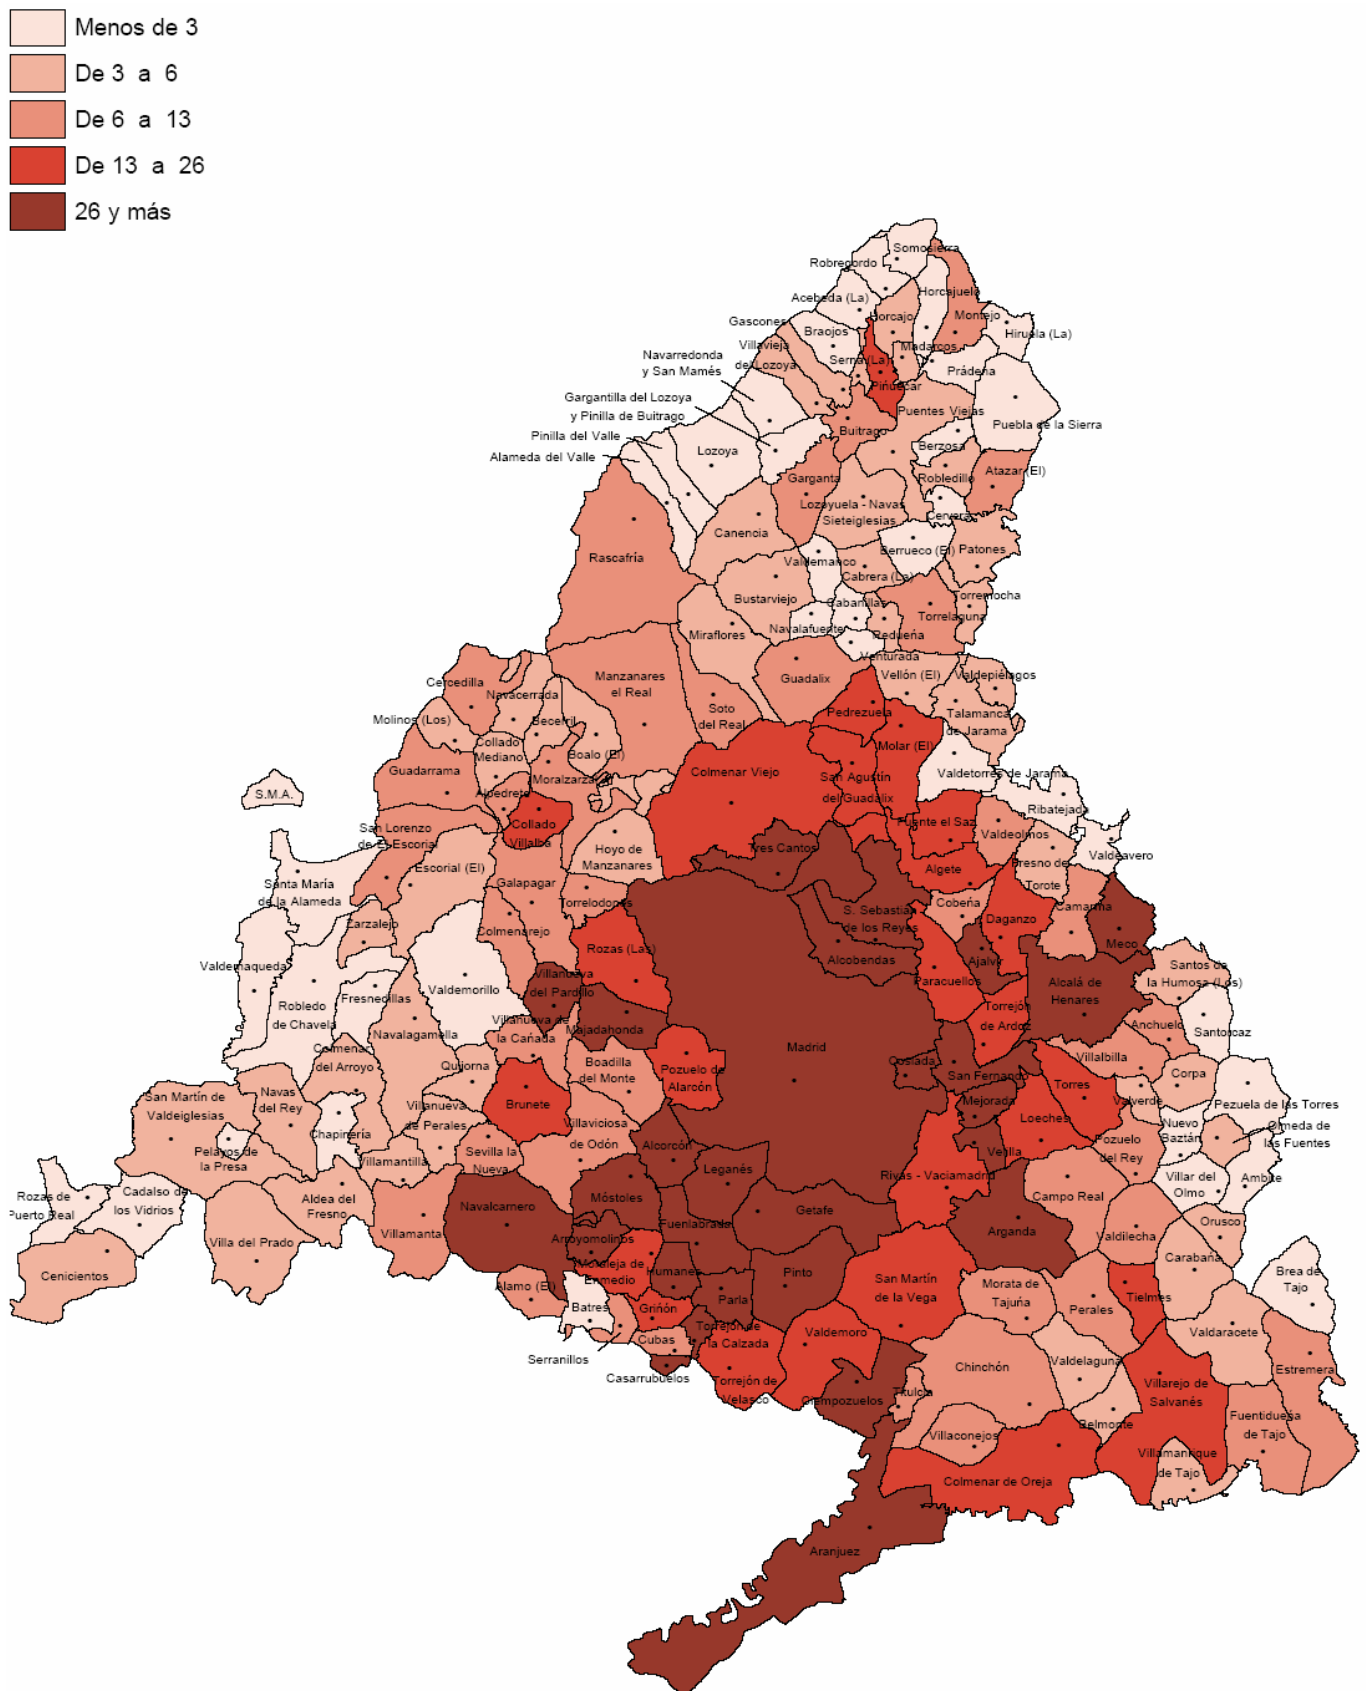 Menos de 3
De 3 a 6
De 6 a 13
De 13 a 26
26 y más
Somosierra
Robregordo
Horcajuelo
Acebeda (La)
Horcajo
Montejo
Gascones
Braojos
Hiruela (La)
Villavieja
del Lozoya
Madarcos
Navarredonda
y San Mamés
Serna (La)
Prádena
Piñuecar
Gargantilla del Lozoya
y Pinilla de Buitrago
Puentes Viejas
Puebla de la Sierra
Pinilla del Valle
Buitrago
Alameda del Valle
Lozoya
Berzosa
Garganta
Robledillo
Atazar (El)
Lozoyuela - Navas
Sieteiglesias
Cervera
Canencia
Rascafría
Valdemanco
Berrueco (El)
Patones
Cabrera (La)
Bustarviejo
Cabanillas
Torremocha
Torrelaguna
Miraflores
Navalafuente
Redueña
Venturada
Cercedilla
Manzanares
el Real
Guadalix
Vellón (El)
Valdepiélagos
Navacerrada
Soto
del Real
Pedrezuela
Talamanca
de Jarama
Molinos (Los)
Becerril
Collado
Mediano
Boalo (El)
Molar (El)
Guadarrama
Moralzarzal
Colmenar Viejo
San Agustín
del Guadalix
Valdetorres de Jarama
S.M.A.
Alpedrete
Ribatejada
Collado
Villalba
San Lorenzo
de El Escorial
Fuente el Saz
Valdeolmos
Hoyo de
Manzanares
Tres Cantos
Valdeavero
Escorial (El)
Algete
Fresno de
Torote
Santa María
de la Alameda
Galapagar
Torrelodones
Cobeña
Camarma
S. Sebastián
de los Reyes
Daganzo
Zarzalejo
Colmenarejo
Meco
Rozas (Las)
Alcobendas
Ajalvir
Valdemaqueda
Villanueva
del Pardillo
Paracuellos
Alcalá de
Henares
Santos de
la Humosa (Los)
Robledo
de Chavela
Fresnedillas
Valdemorillo
Torrejón
de Ardoz
Villanueva de
la Cañada
Majadahonda
Santorcaz
Anchuelo
Navalagamella
Madrid
Colmenar
del Arroyo
Boadilla
del Monte
Pozuelo de
Alarcón
Coslada
San Fernando
Villalbilla
Quijorna
Corpa
San Martín de
Valdeiglesias
Navas
del Rey
Torres
Valverde
Mejorada
Pezuela de las Torres
Brunete
Villanueva
de Perales
Loeches
Nuevo
Baztán
Olmeda de
las Fuentes
Chapinería
Villaviciosa
de Odón
Alcorcón
Pozuelo
del Rey
Pelayos de
la Presa
Sevilla la
Nueva
Velilla
Villamantilla
Leganés
Rivas - Vaciamadrid
Villar del
Olmo
Ambite
Rozas de
Puerto Real
Cadalso de
los Vidrios
Aldea del
Fresno
Móstoles
Campo Real
Navalcarnero
Getafe
Fuenlabrada
Orusco
Villamanta
Arganda
Valdilecha
Villa del Prado
Arroyomolinos
Carabaña
Cenicientos
Moraleja de
Enmedio
Humanes
Pinto
San Martín
de la Vega
Morata de
Tajuña
Brea de
Tajo
Alamo (El)
Perales
Tielmes
Batres
Griñón
Parla
Valdaracete
Cubas
Torrejón de
la Calzada
Valdemoro
Serranillos
Chinchón
Valdelaguna
Estremera
Casarrubuelos
Torrejón de
Velasco
Ciempozuelos
Titulcia
Villarejo de
Salvanés
Belmonte
Fuentidueña
de Tajo
Villaconejos
Villamanrique
de Tajo
Colmenar de Oreja
Aranjuez